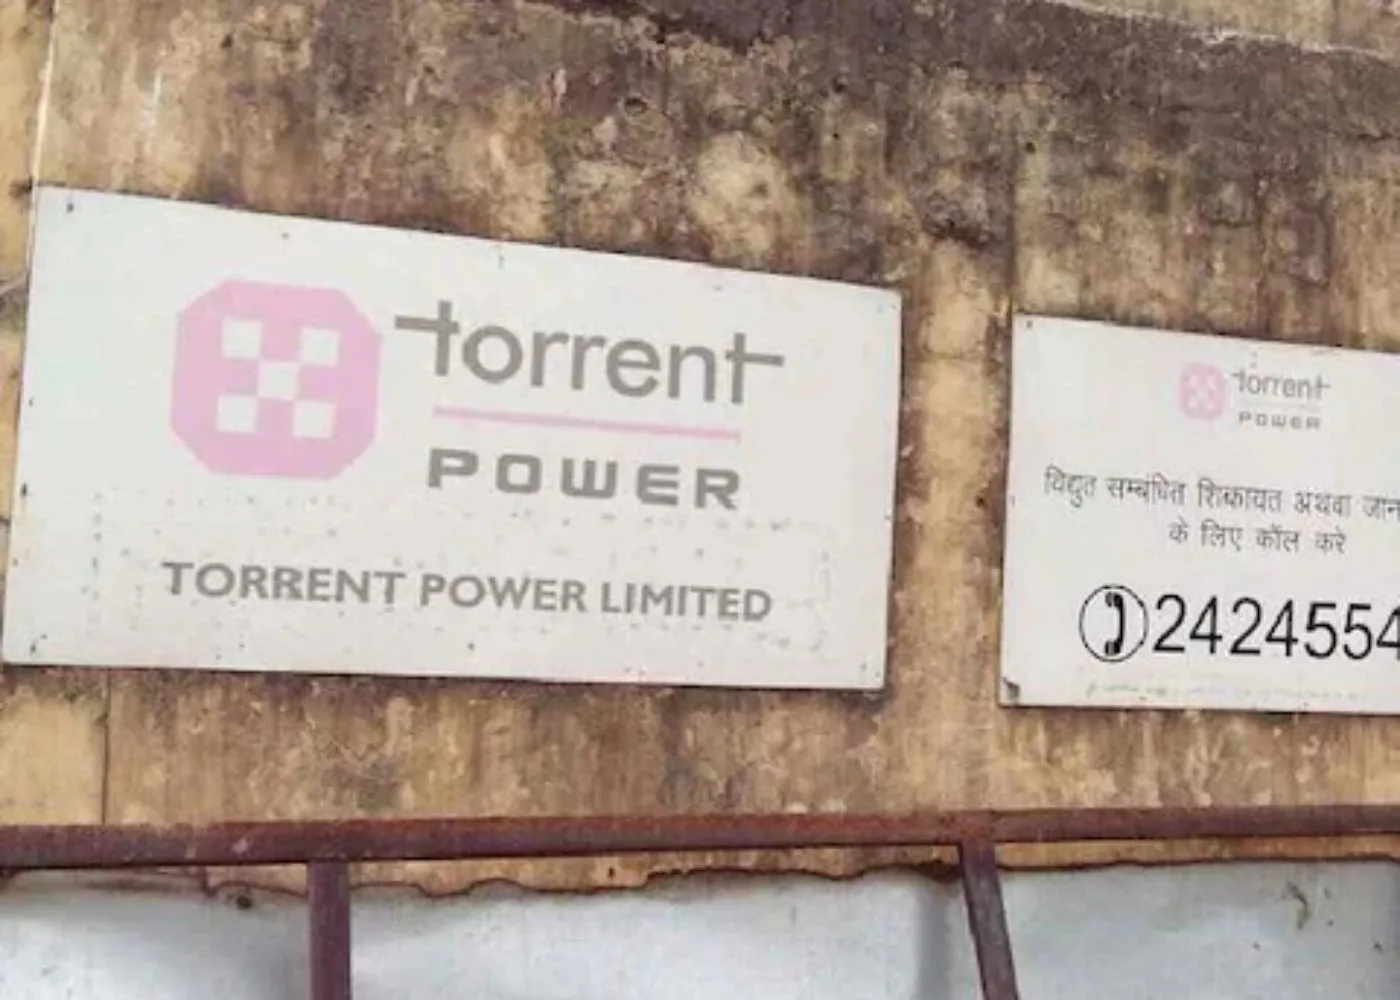 torrent
POWER
TORRENT POWER LIMITED
torrent
POWER
विद्युत सम्बंधित शिकायत अथवा जान
के लिए कॉल करे
2424554